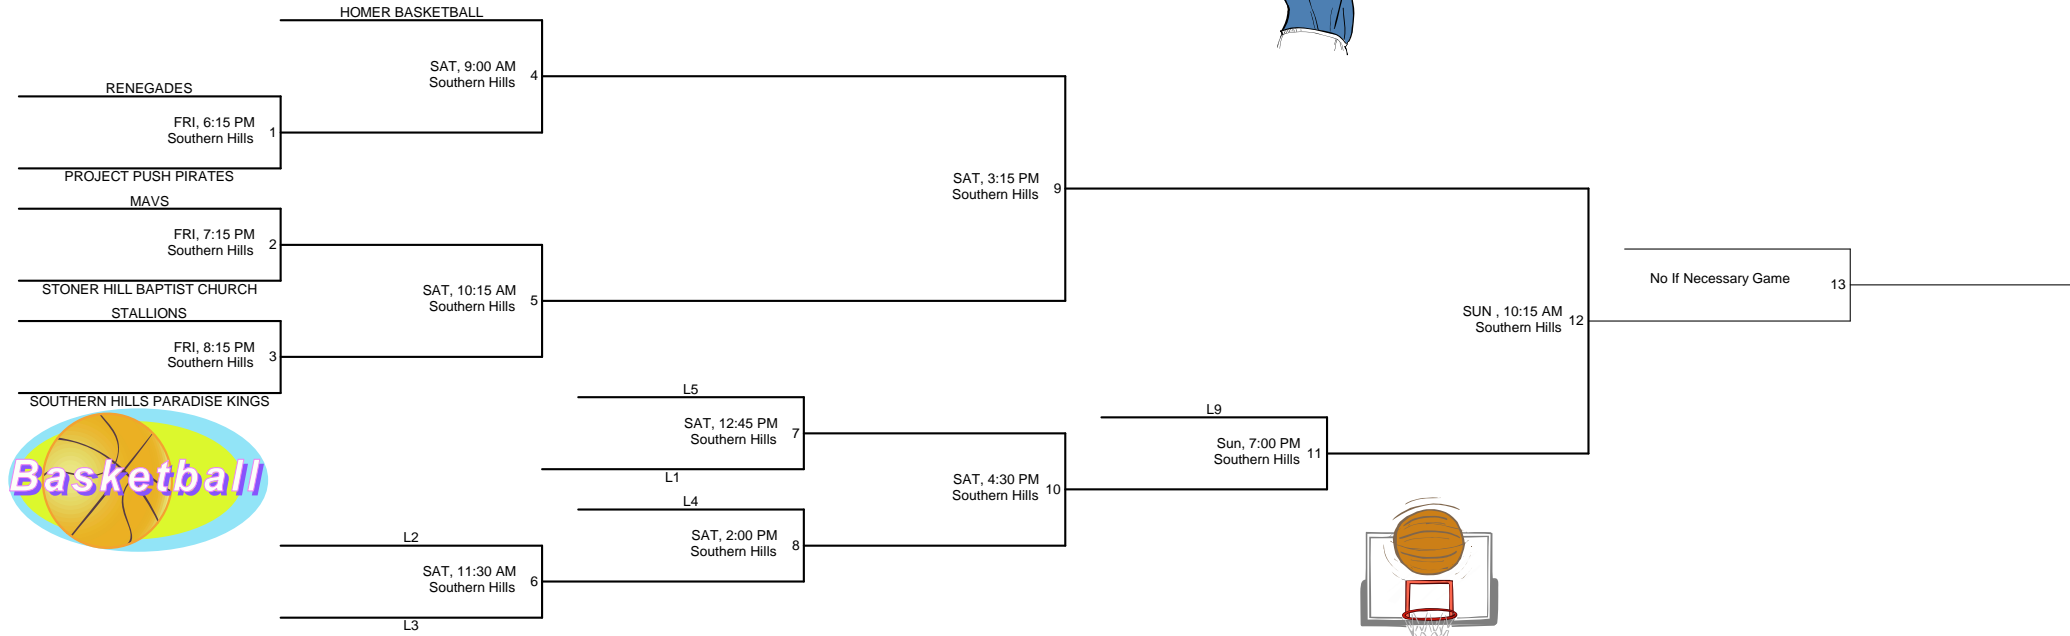 HOMER BASKETBALL
SAT, 9:00 AM
Southern Hills 4
RENEGADES
FRI, 6:15 PM
Southern Hills 1
PROJECT PUSH PIRATES
MAVS
FRI, 7:15 PM
Southern Hills 2
STONER HILL BAPTIST CHURCH
SAT, 10:15 AM
Southern Hills 5
STALLIONS
FRI, 8:15 PM
Southern Hills 3
SOUTHERN HILLS PARADISE KINGS
Basketball
L2
SAT, 11:30 AM
Southern Hills 6
L3
L5
SAT, 12:45 PM
Southern Hills 7
L1
L4
SAT, 2:00 PM
Southern Hills 8
SAT, 3:15 PM
Southern Hills 9
SAT, 4:30 PM
Southern Hills 10
L9
Sun, 7:00 PM
Southern Hills 11
SUN , 10:15 AM
Southern Hills 12
No If Necessary Game 13